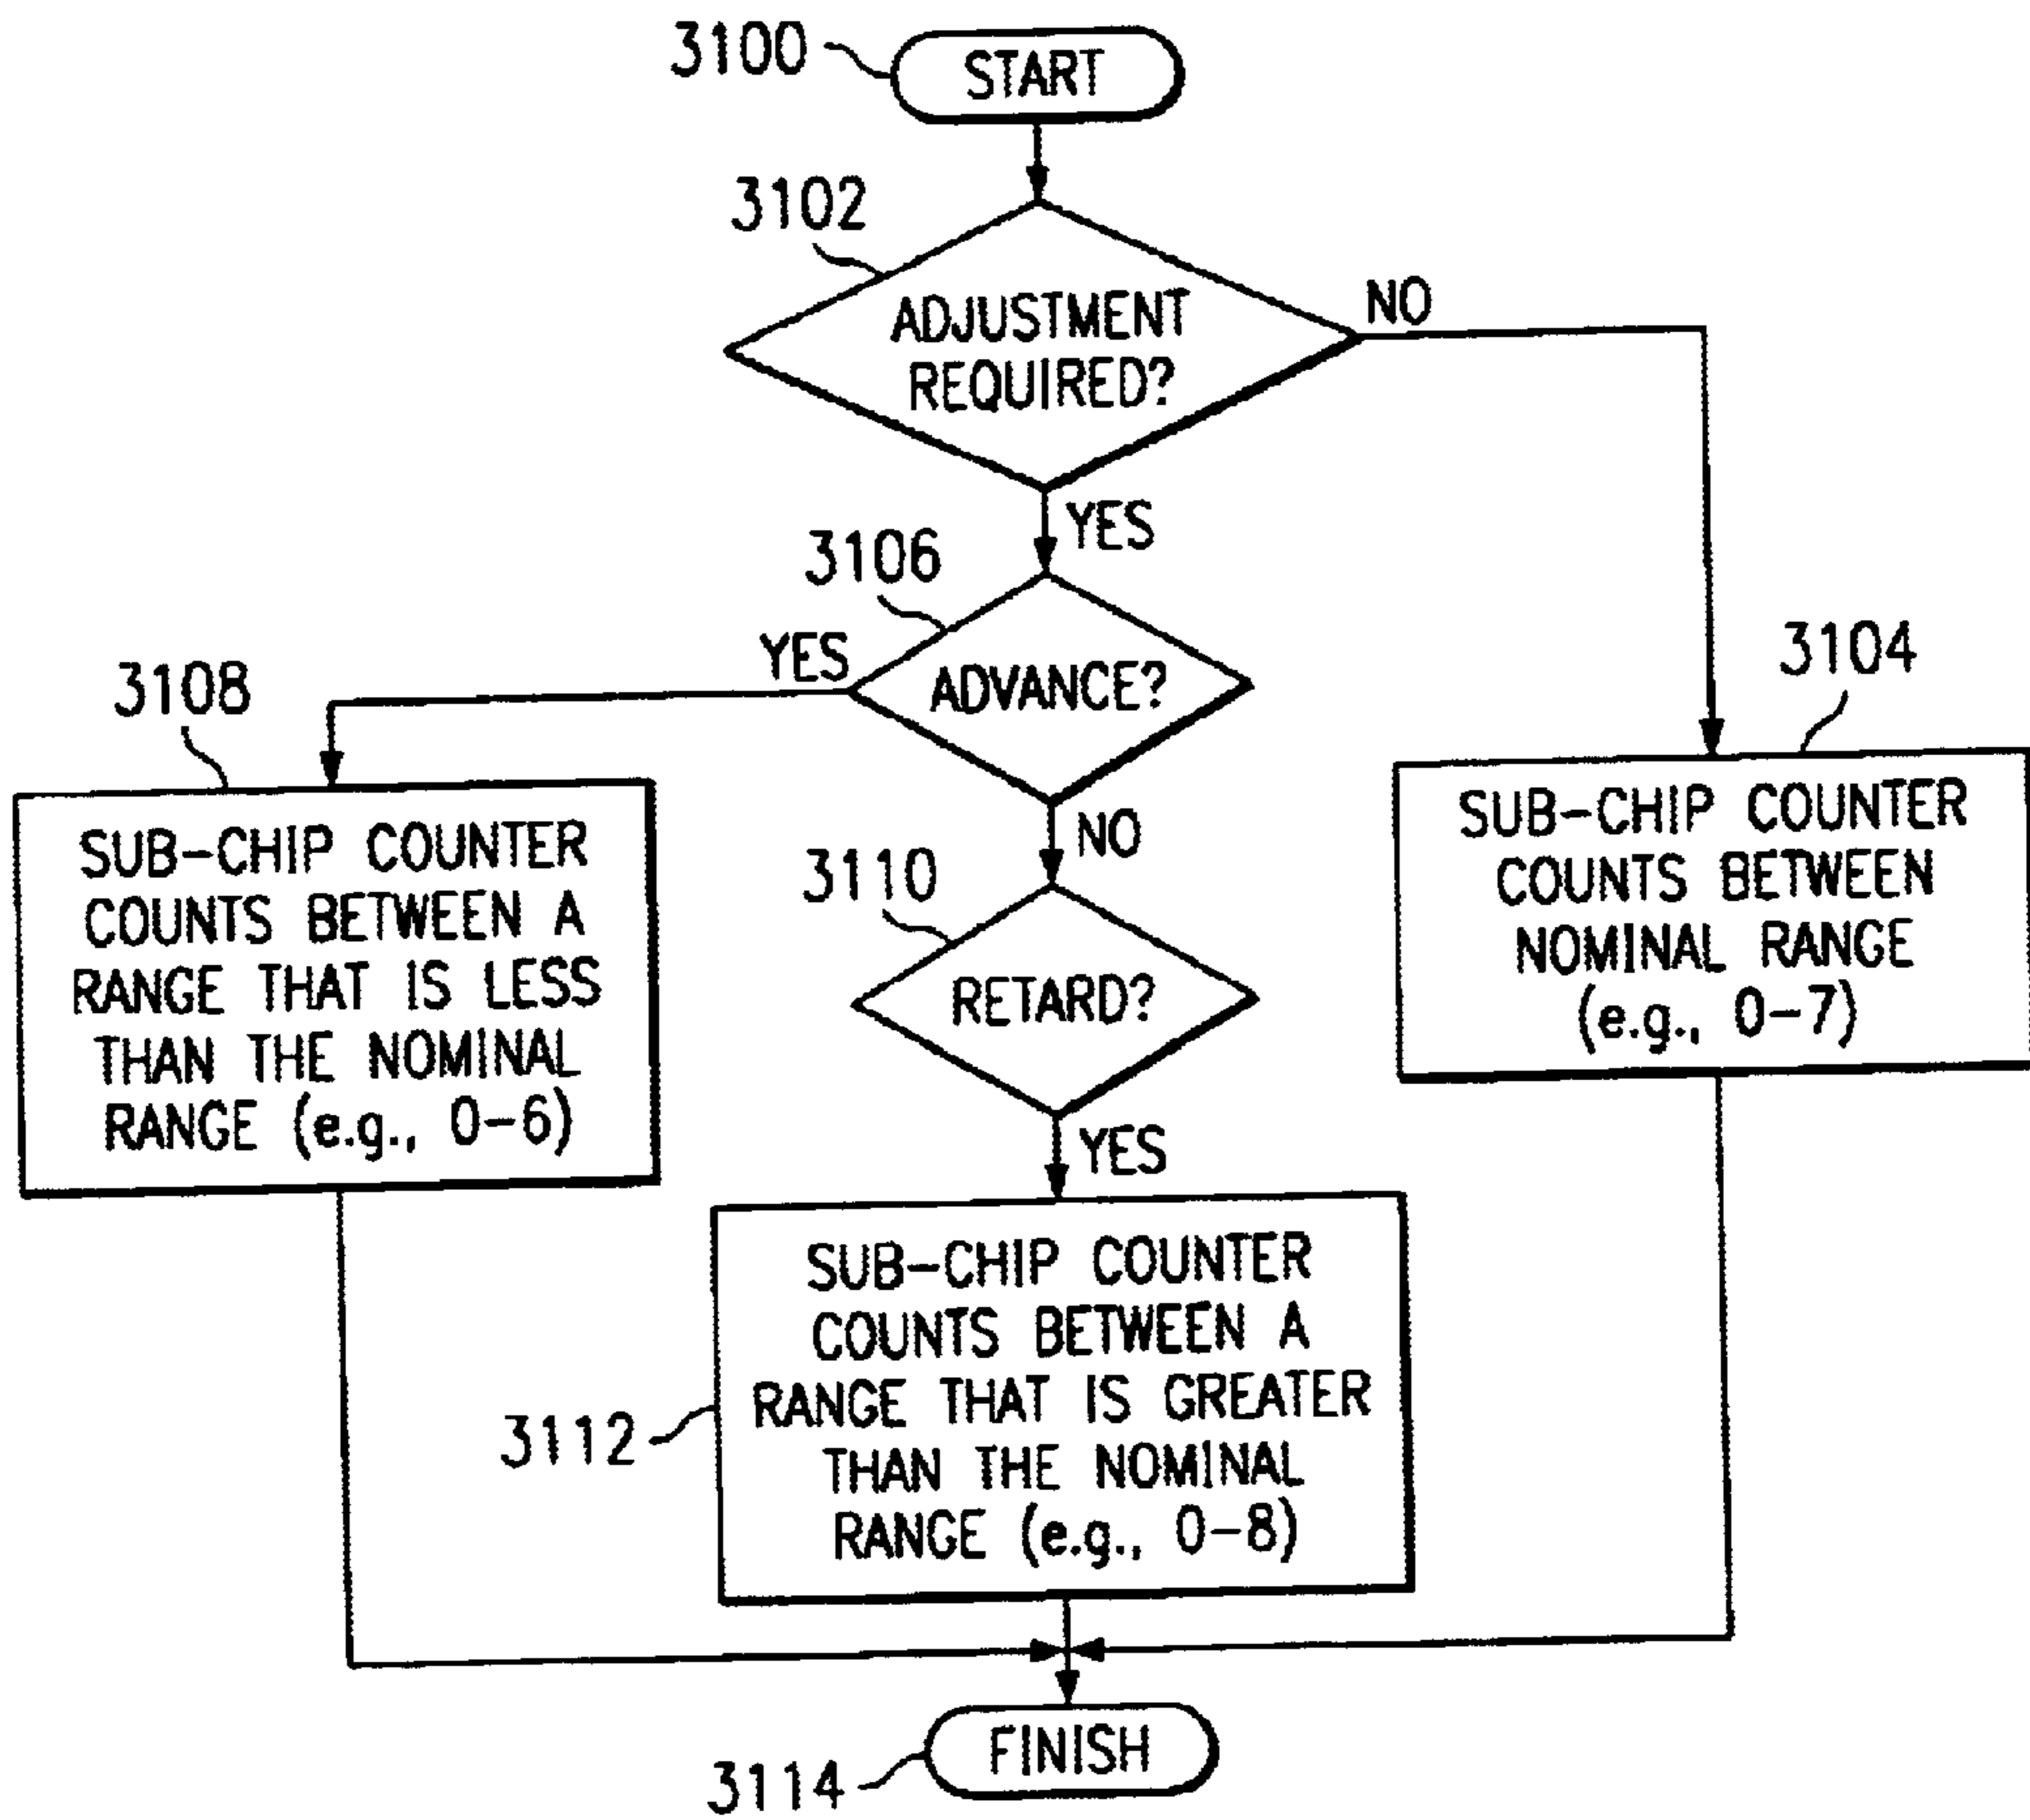 3100
START
3102
ADJUSTMENT
REQUIRED?
NO
YES
3106
YES
ADVANCE?
3108
SUB-CHIP COUNTER
COUNTS BETWEEN A
RANGE THAT IS LESS
THAN THE NOMINAL
RANGE (e.g., 0-6)
3104
SUB-CHIP COUNTER
COUNTS BETWEEN
NOMINAL RANGE
(e.g., 0-7)
NO
3110
RETARD?
YES
3112
SUB-CHIP COUNTER
COUNTS BETWEEN A
RANGE THAT IS GREATER
THAN THE NOMINAL
RANGE (e.g., 0-8)
FINISH
3114